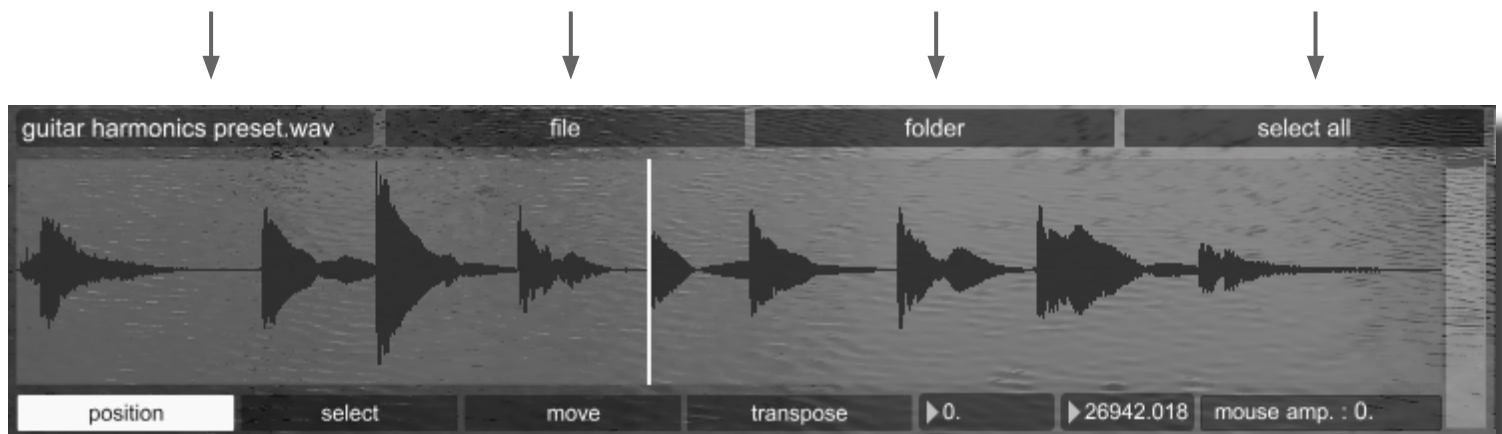 guitar harmonics preset.wav file folder select all
position select move transpose 0. 26942.018 mouse amp. : 0.